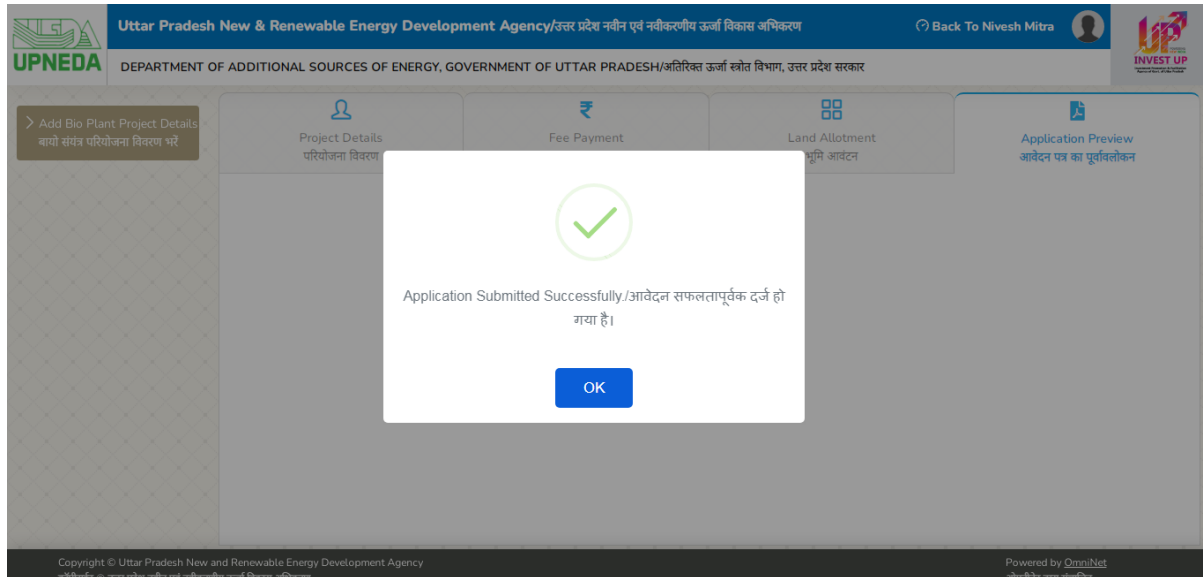 Uttar Pradesh New & Renewable Energy Development Agency/उत्तर प्रदेश नवीन एवं नवीकरणीय ऊर्जा विकास अभिकरण
Back To Nivesh Mitra
UPNEDA
DEPARTMENT OF ADDITIONAL SOURCES OF ENERGY, GOVERNMENT OF UTTAR PRADESH/अतिरिक्त ऊर्जा स्त्रोत विभाग, उत्तर प्रदेश सरकार
UP
INVEST UP
Add Bio Plant Project Details
बायो संयंत्र परियोजना विवरण भरें
Project Details
परियोजना विवरण
Fee Payment
Land Allotment
भूमि आवंटन
Application Preview
आवेदन पत्र का पूर्वावलोकन
Application Submitted Successfully./आवेदन सफलतापूर्वक दर्ज हो
गया है।
OK
Copyright © Uttar Pradesh New and Renewable Energy Development Agency
Powered by OmniNet